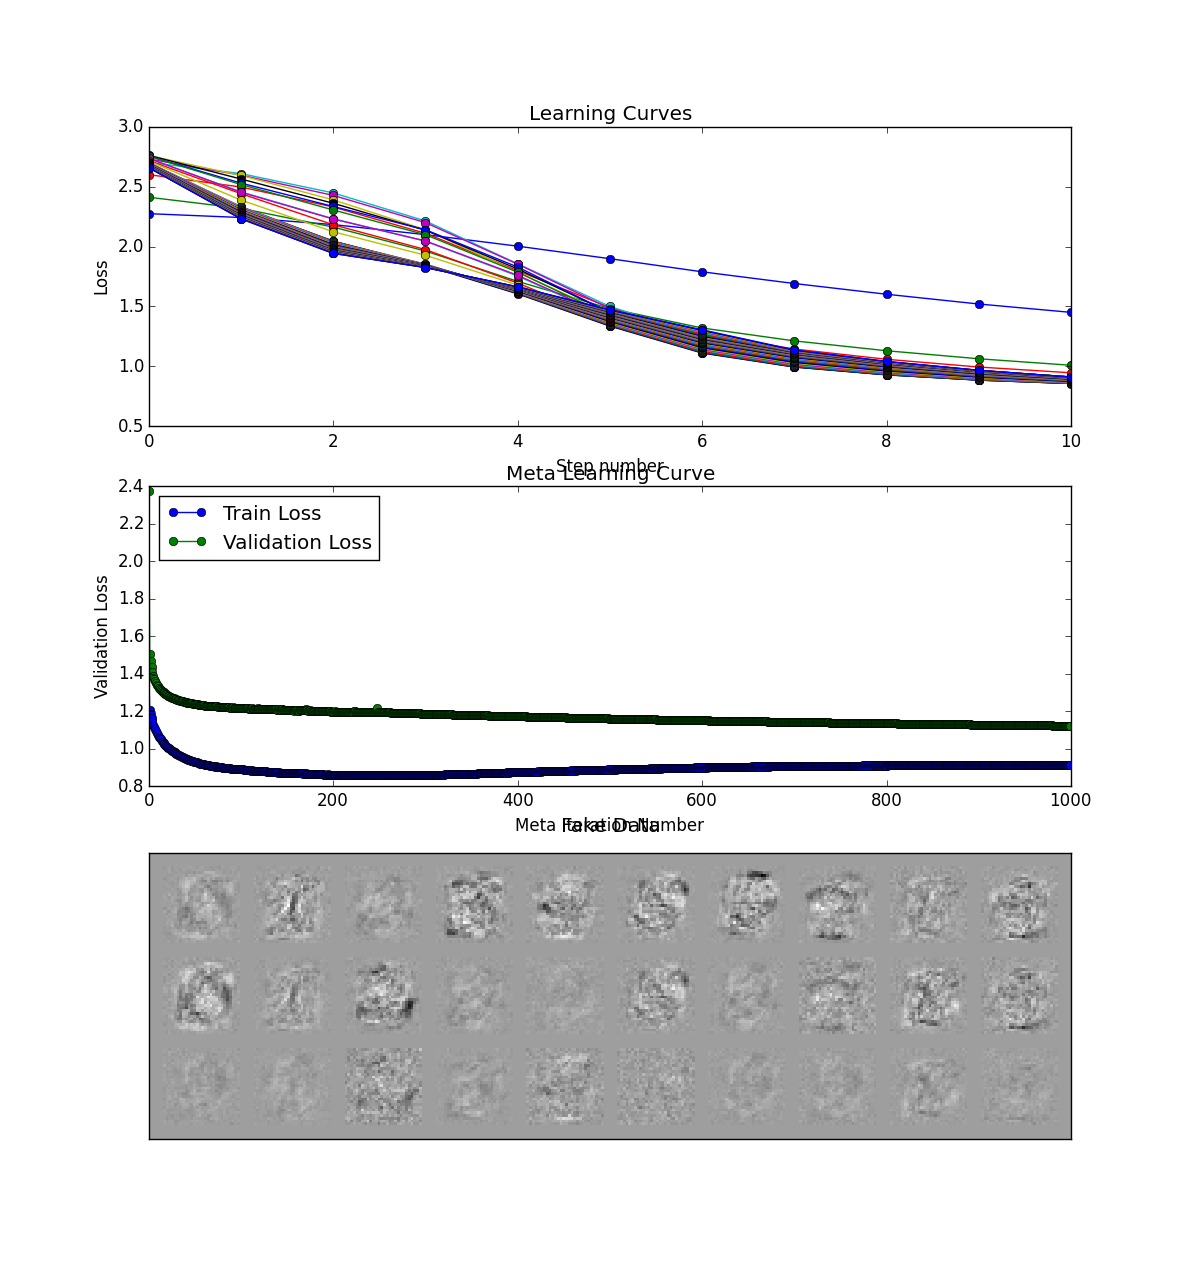 Learning Curves
3.0
2.5
2.0
1.5
1.0
0.5
Loss
0 2 4 6 8 10
Step number
Meta Learning Curve
2.4
2.2
2.0
1.8
1.6
1.4
1.2
1.0
0.8
Validation Loss
Train Loss
Validation Loss
0 200 400 600 800 1000
Meta Iteration Number
Fake Data